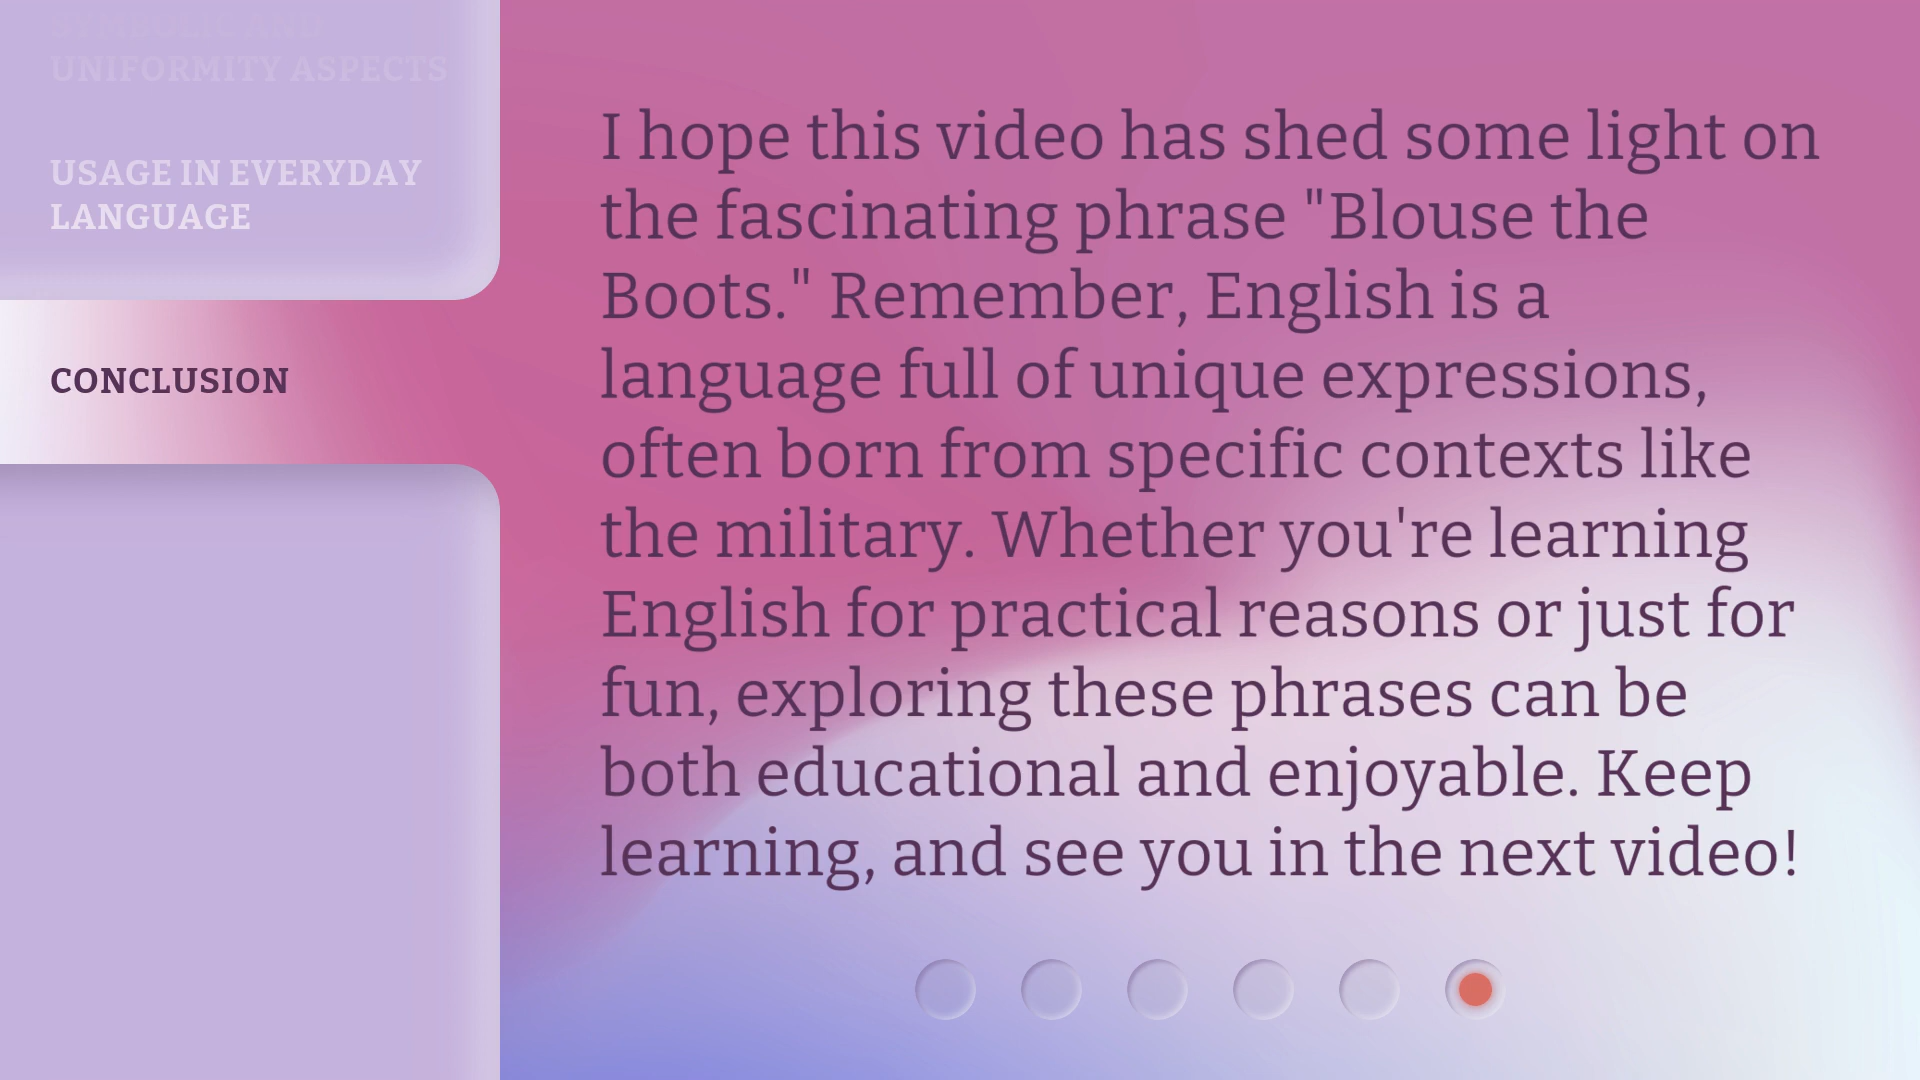 SYMBOLIC AND
UNIFORMITY ASPECTS
USAGE IN EVERYDAY
LANGUAGE
CONCLUSION
I hope this video has shed some light on
the fascinating phrase "Blouse the
Boots." Remember, English is a
language full of unique expressions,
often born from specific contexts like
the military. Whether you're learning
English for practical reasons or just for
fun, exploring these phrases can be
both educational and enjoyable. Keep
learning, and see you in the next video!